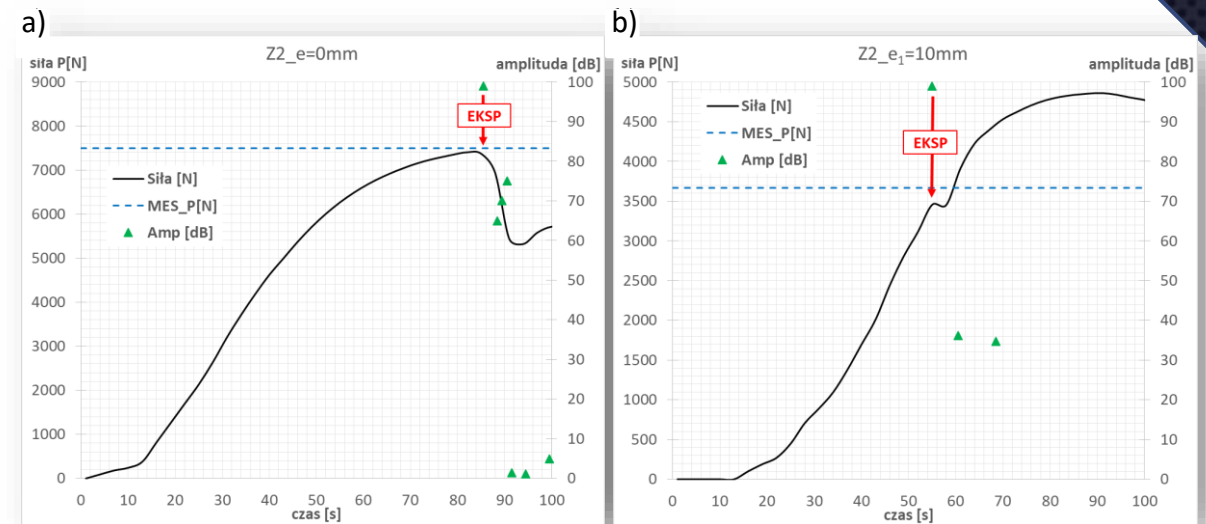 a)
Z2_e=0mm
siła P[N]
amplituda [dB]
9000
8000
7000
6000
5000
4000
3000
2000
1000
0
100
90
80
70
60
50
40
30
20
10
0
EKSP
Siła [N]
MES_P[N]
Amp [dB]
0 10 20 30 40 50 60 70 80 90 100
czas [s]
b)
Z2_e₁=10mm
siła P[N]
amplituda [dB]
5000
4500
4000
3500
3000
2500
2000
1500
1000
500
0
100
90
80
70
60
50
40
30
20
10
0
Siła [N]
MES_P[N]
Amp [dB]
EKSP
0 10 20 30 40 50 60 70 80 90 100
czas [s]